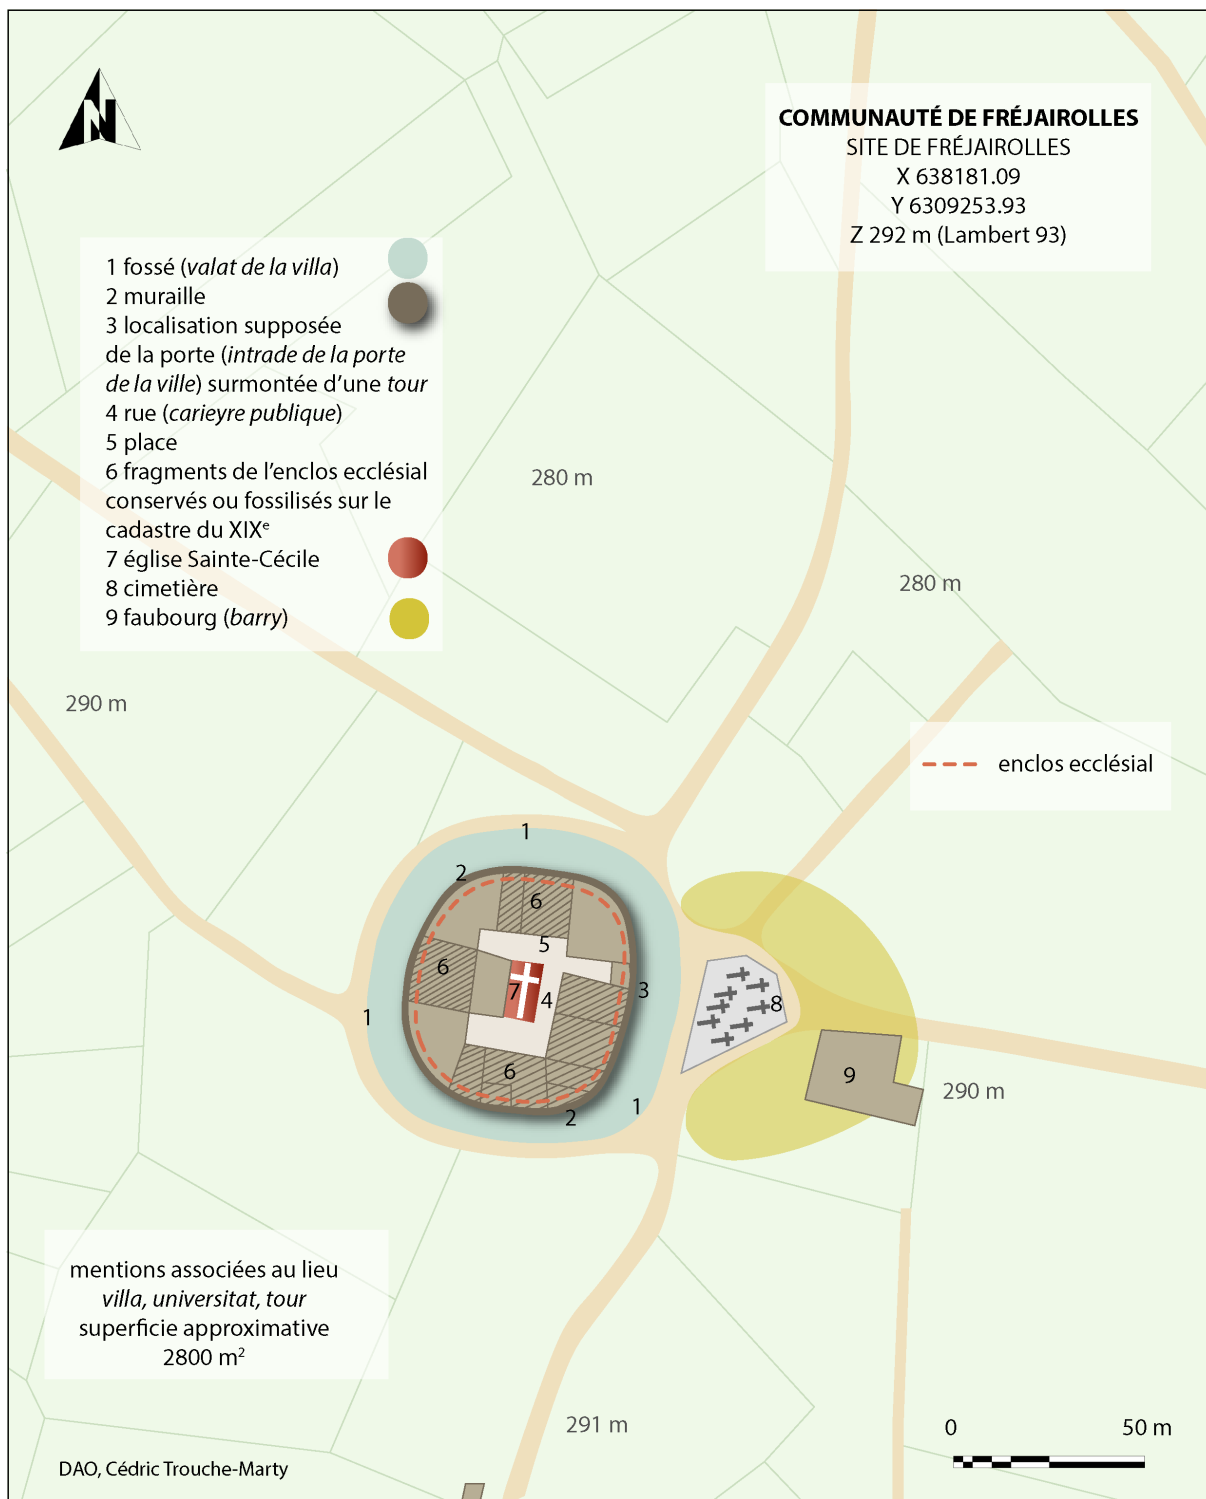 N
COMMUNAUTÉ DE FRÉJAIROLLES
SITE DE FRÉJAIROLLES
X 638181.09
Y 6309253.93
Z 292 m (Lambert 93)
1 fossé (valat de la villa)
2 muraille
3 localisation supposée
de la porte (intrade de la porte
de la ville) surmontée d’une tour
4 rue (carieyre publique)
5 place
6 fragments de l’enclos ecclésial
conservés ou fossilisés sur le
cadastre du XIXe
7 église Sainte-Cécile
8 cimetière
9 faubourg (barry)
280 m
280 m
290 m
enclos ecclésial
1
2
6
5
6
7
4
3
8
1
6
9
1
2
290 m
mentions associées au lieu
villa, universitat, tour
superficie approximative
2800 m²
291 m
0
50 m
DAO, Cédric Trouche-Marty